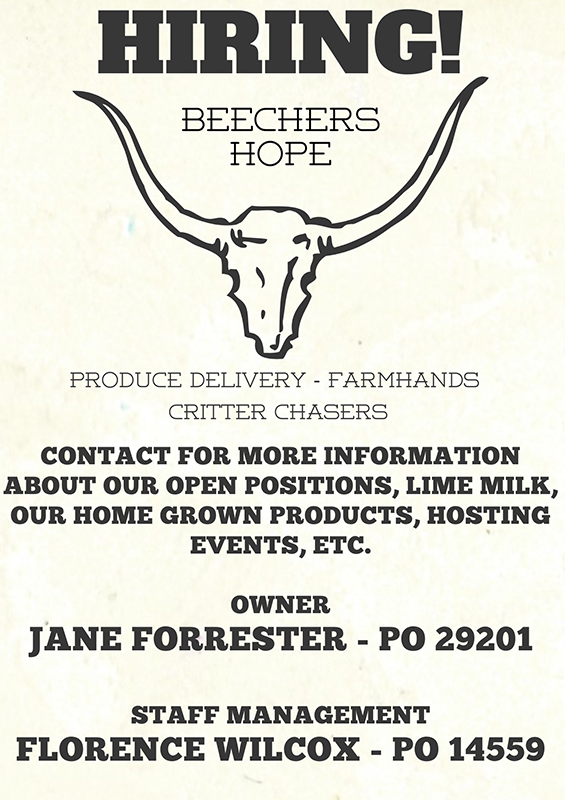 HIRING!
BEECHERS
HOPE
PRODUCE DELIVERY - FARMHANDS
CRITTER CHASERS
CONTACT FOR MORE INFORMATION
ABOUT OUR OPEN POSITIONS, LIME MILK,
OUR HOME GROWN PRODUCTS, HOSTING
EVENTS, ETC.
OWNER
JANE FORRESTER - PO 29201
STAFF MANAGEMENT
FLORENCE WILCOX - PO 14559